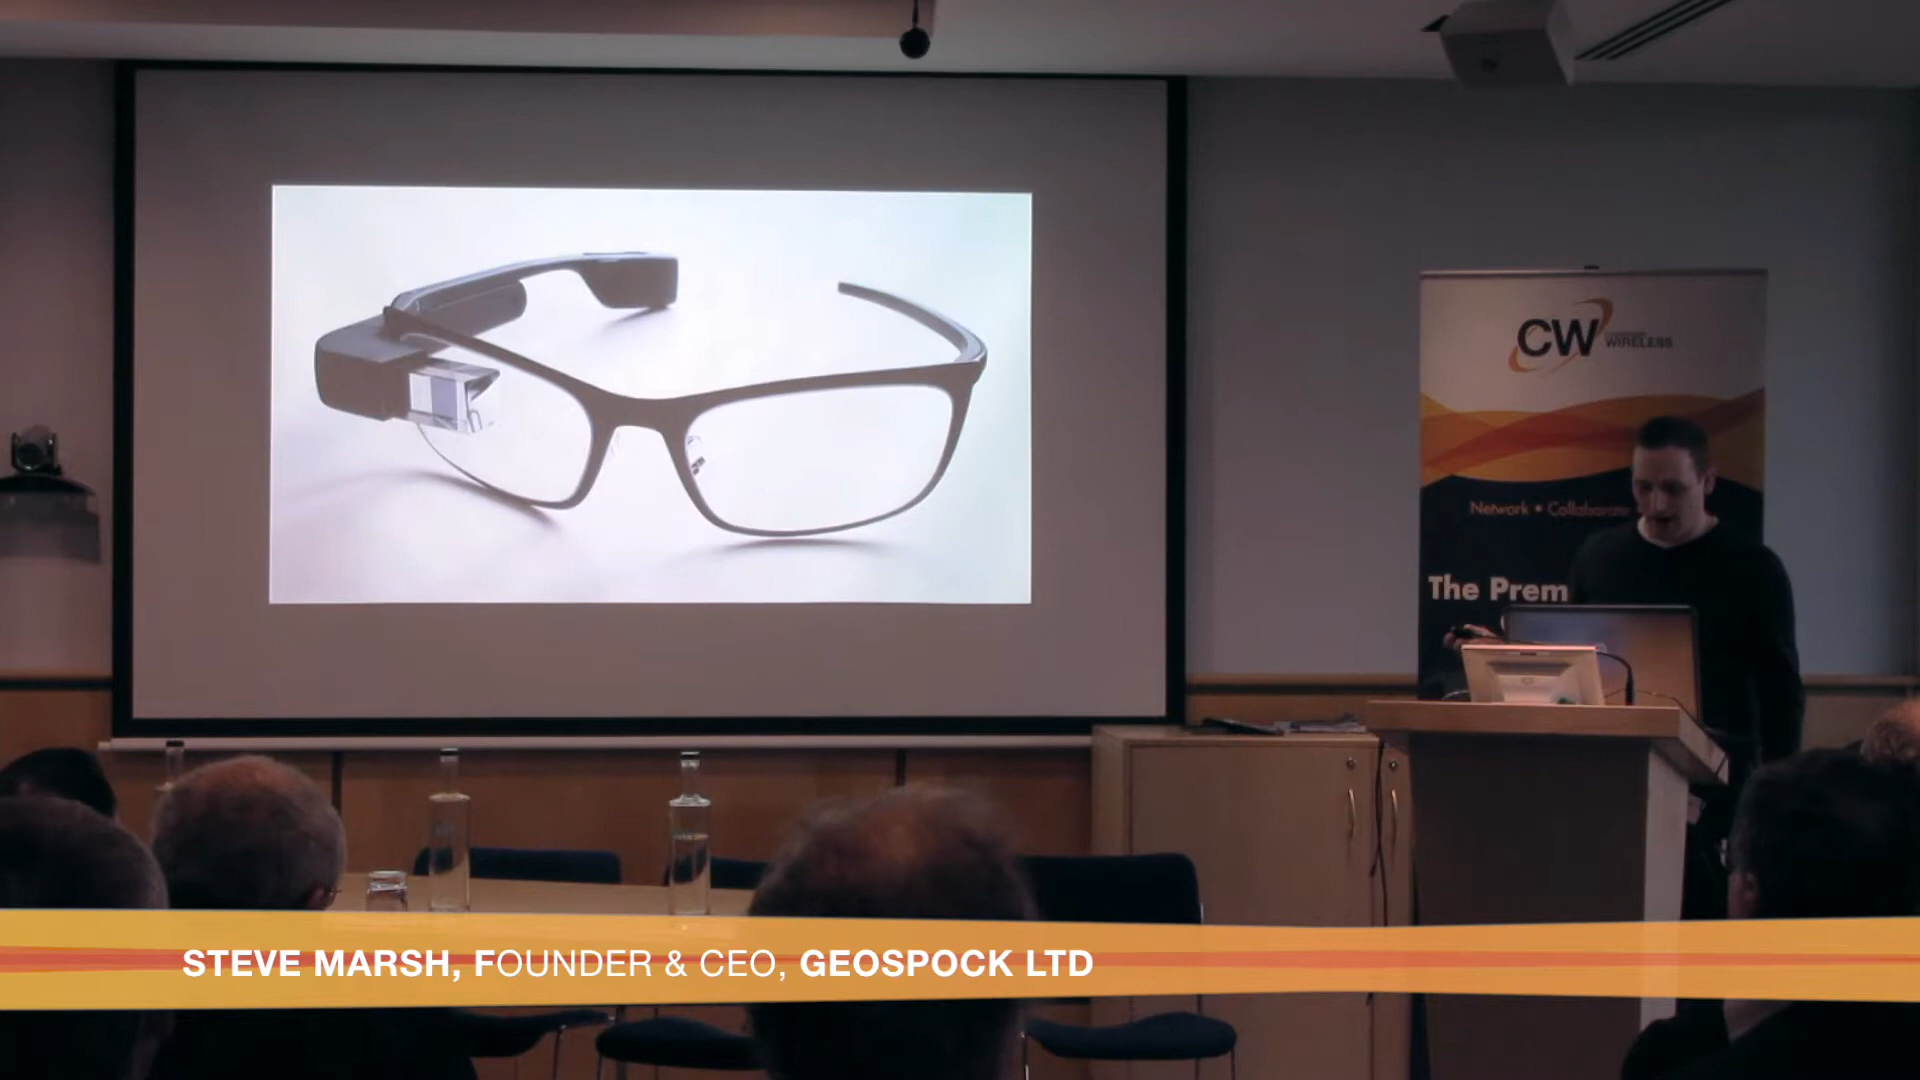 CW
WIRELESS
Network • Collaborate
The Prem
STEVE MARSH, FOUNDER & CEO, GEOSPOCK LTD